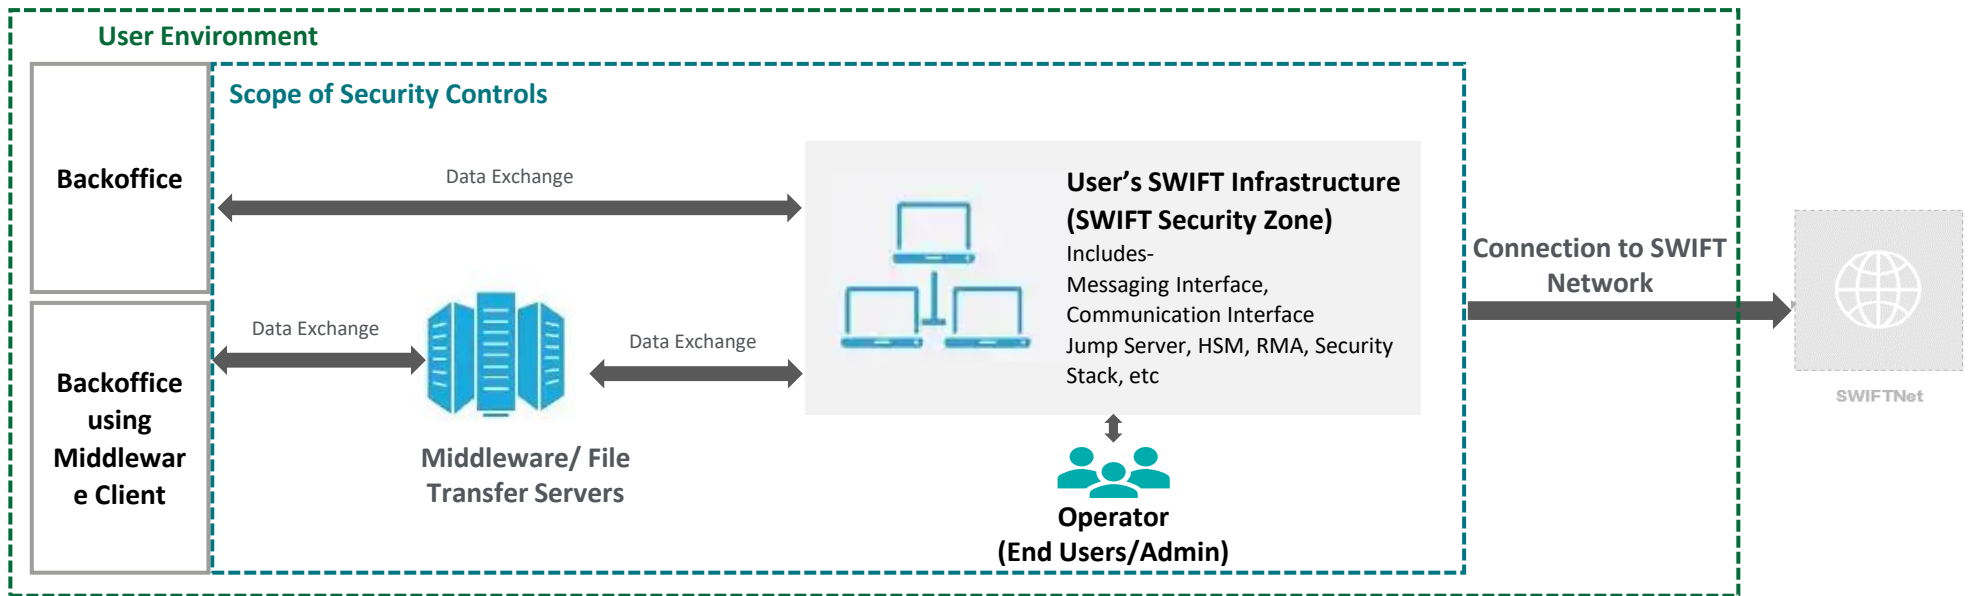 User Environment
Scope of Security Controls
Backoffice
Data Exchange
User's SWIFT Infrastructure
(SWIFT Security Zone)
Includes-
Messaging Interface,
Communication Interface
Jump Server, HSM, RMA, Security
Stack, etc
Connection to SWIFT
Network
SWIFTNet
Backoffice
using
Middlewar
e Client
Data Exchange
Data Exchange
Middleware/ File
Transfer Servers
Operator
(End Users/Admin)